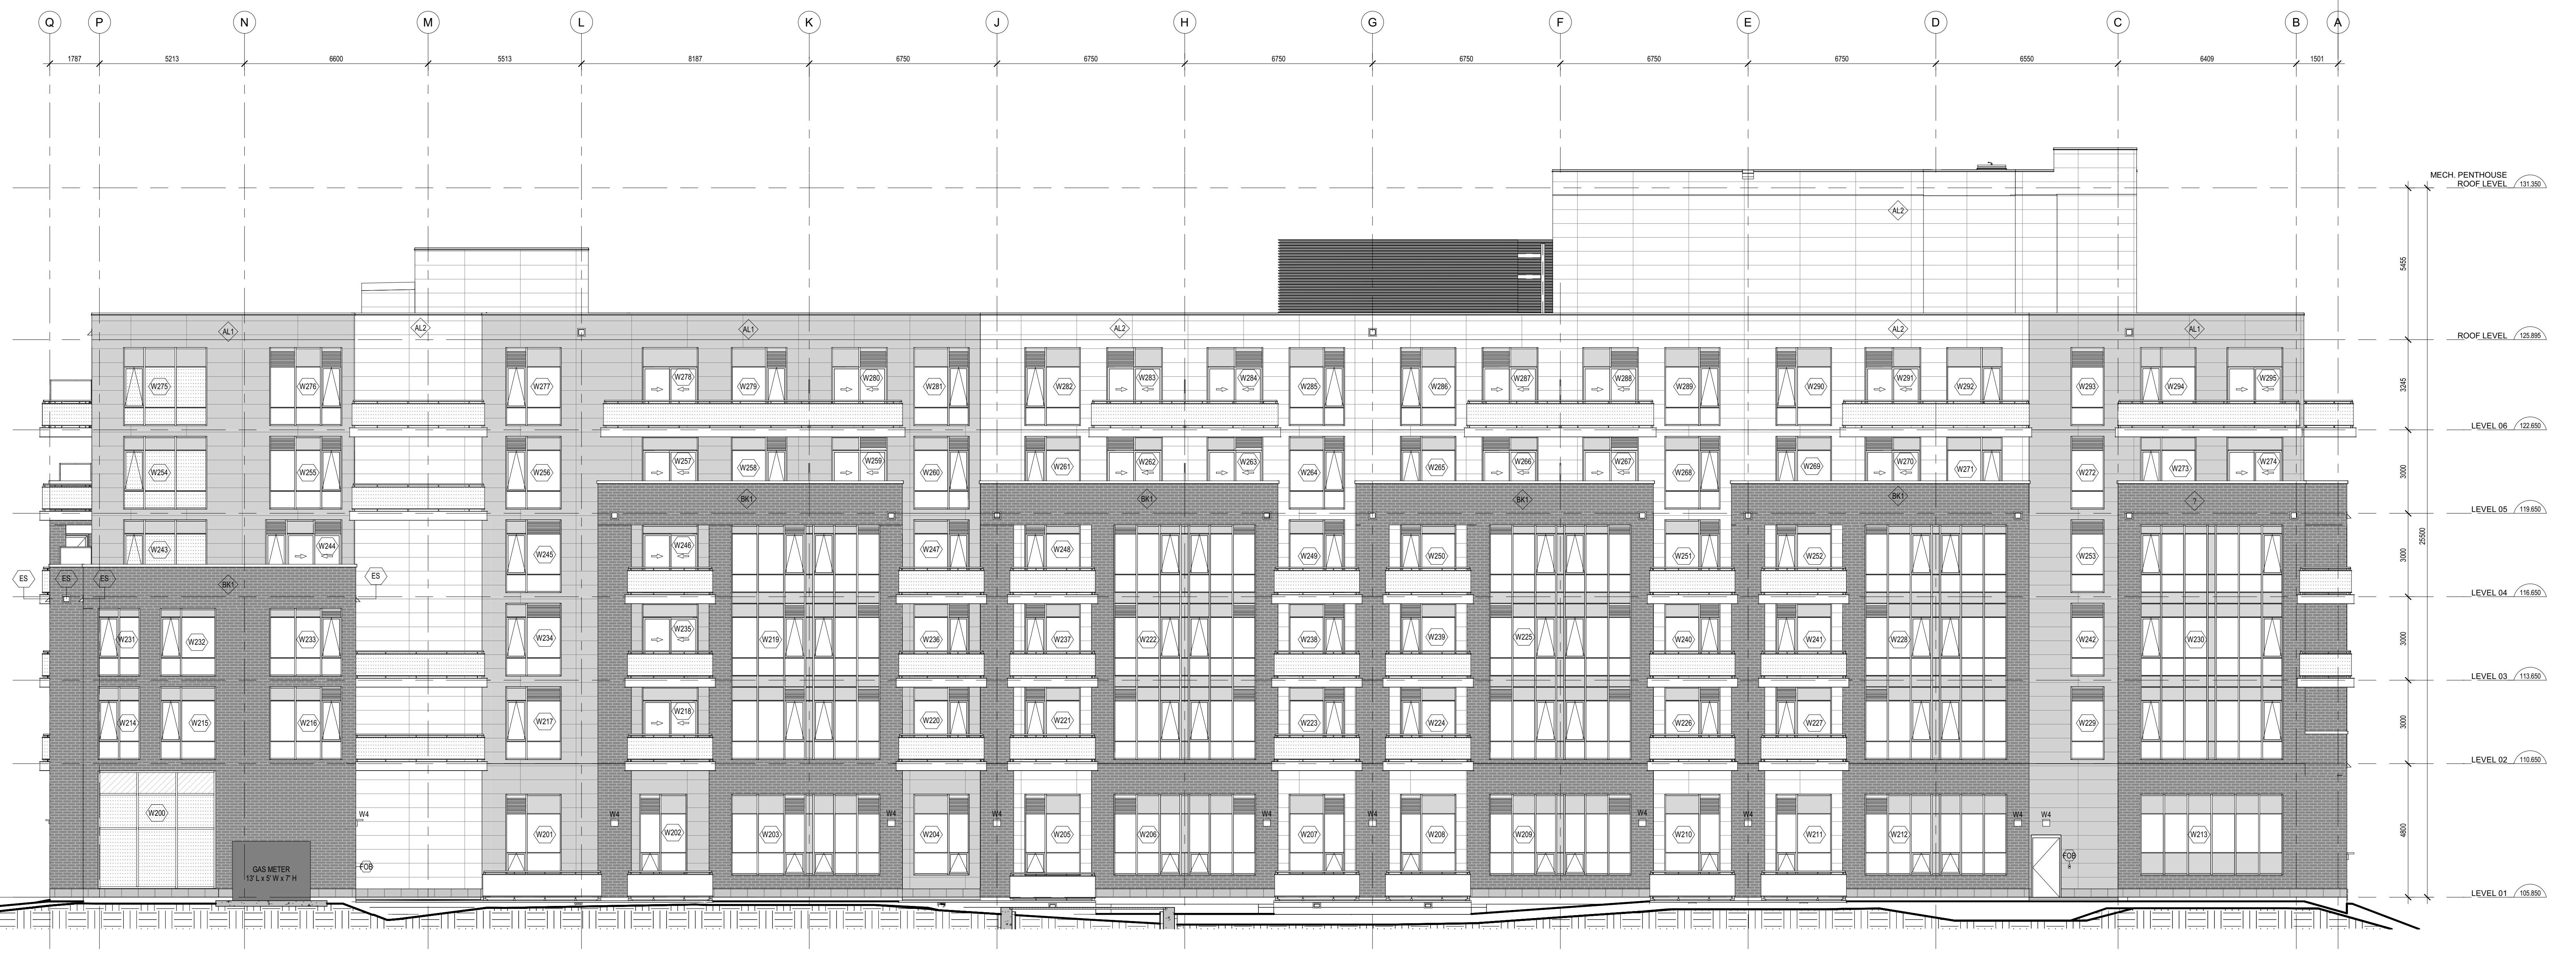 Q P N M L K J H G F E D C B A
1787 5213 6600 5513 8187 6750 6750 6750 6750 6750 6750 6550 6409 1501
MECH. PENTHOUSE
ROOF LEVEL 131.350
AL2
5455
AL1 AL2 AL1 AL2 AL2 AL1
ROOF LEVEL 125.895
W275 W276 W277 W278 W279 W280 W281 W282 W283 W284 W285 W286 W287 W288 W289 W290 W291 W292 W293 W294 W295
3245
LEVEL 06 122.650
W254 W255 W256 W257 W258 W259 W260 W261 W262 W263 W264 W265 W266 W267 W268 W269 W270 W271 W272 W273 W274
3000
BK1 BK1 BK1 BK1 ?
LEVEL 05 119.650
25500
W243 W244 W245 W246 W247 W248 W249 W250 W251 W252 W253
3000
ES ES ES BK1 ES
LEVEL 04 116.650
W231 W232 W233 W234 W235 W219 W236 W237 W222 W238 W239 W225 W240 W241 W228 W242 W230
3000
LEVEL 03 113.650
W214 W215 W216 W217 W218 W220 W221 W223 W224 W226 W227 W229
3000
LEVEL 02 110.650
W200 W4 W4 W4 W4 W4 W4 W4 W4 W4 W4
W201 W202 W203 W204 W205 W206 W207 W208 W209 W210 W211 W212 W213
4800
GAS METER
13' L x 5' W x 7' H
FOB FOB
LEVEL 01 105.850